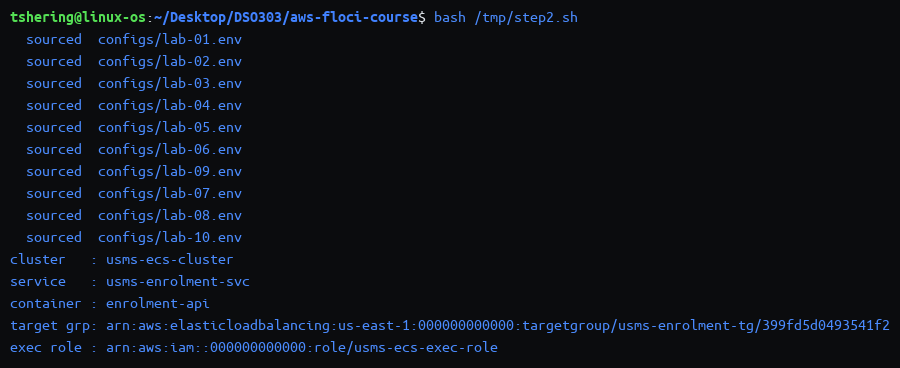 tshering@linux-os:~/Desktop/DSO303/aws-floci-course$ bash /tmp/step2.sh
  sourced  configs/lab-01.env
  sourced  configs/lab-02.env
  sourced  configs/lab-03.env
  sourced  configs/lab-04.env
  sourced  configs/lab-05.env
  sourced  configs/lab-06.env
  sourced  configs/lab-09.env
  sourced  configs/lab-07.env
  sourced  configs/lab-08.env
  sourced  configs/lab-10.env
cluster   : usms-ecs-cluster
service   : usms-enrolment-svc
container : enrolment-api
target grp: arn:aws:elasticloadbalancing:us-east-1:000000000000:targetgroup/usms-enrolment-tg/399fd5d0493541f2
exec role : arn:aws:iam::000000000000:role/usms-ecs-exec-role